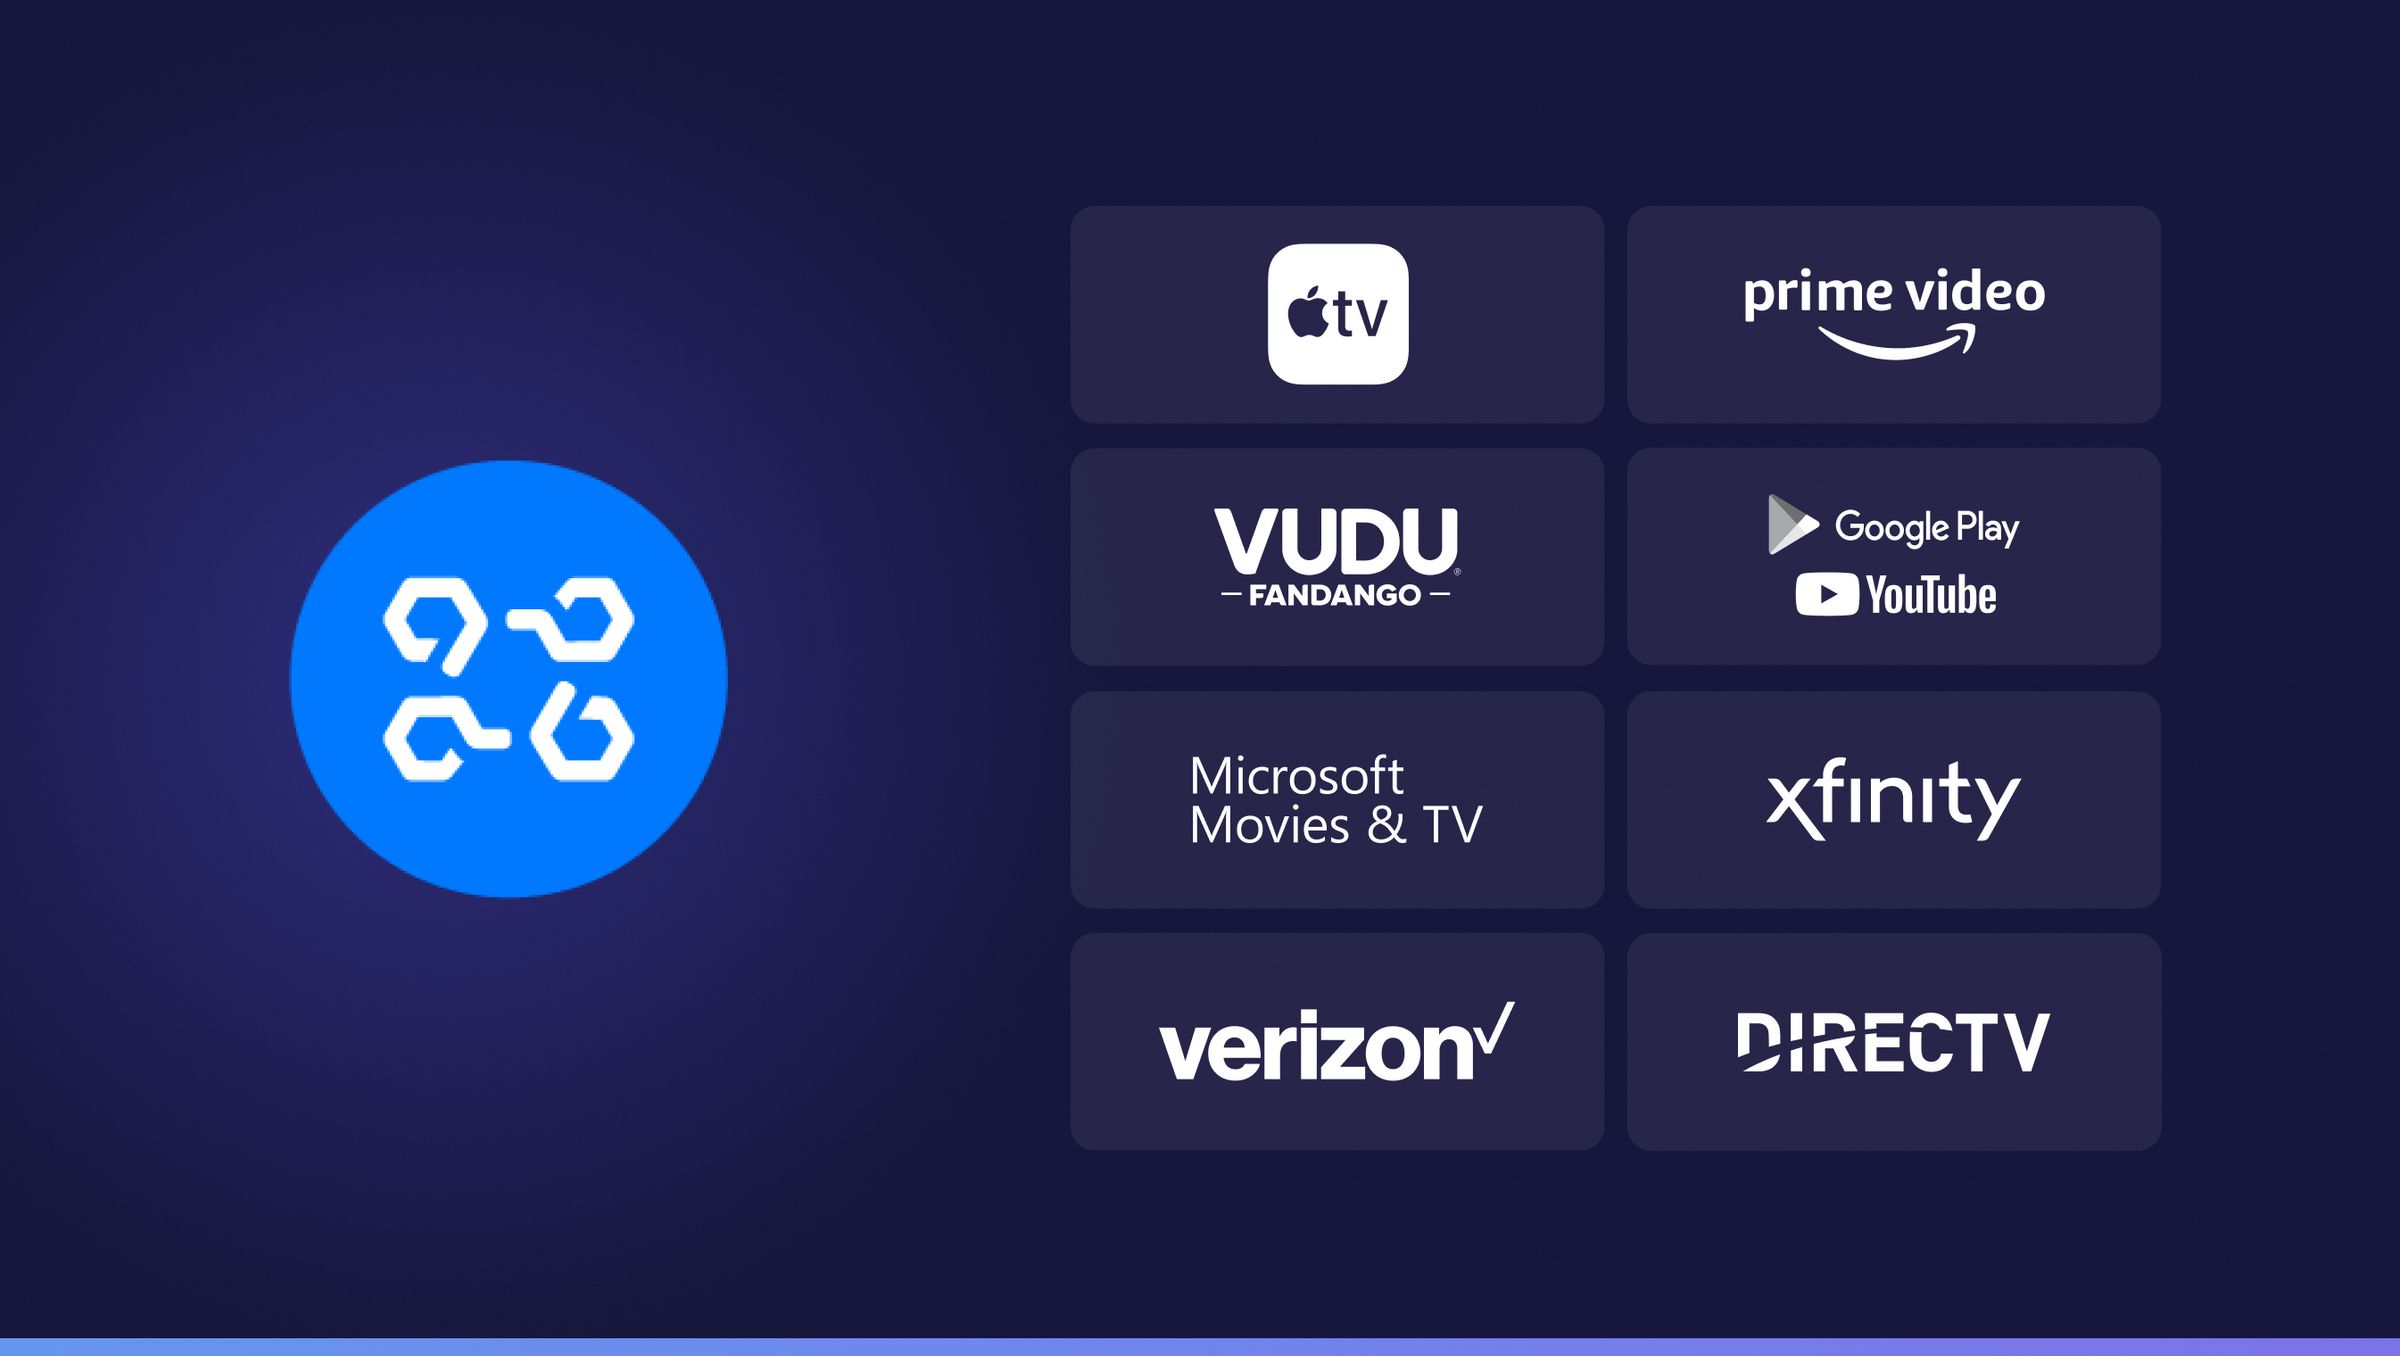 tv
prime video
VUDU®
FANDANGO
Google Play
YouTube
Microsoft
Movies & TV
xfinity
verizon
DIRECTV